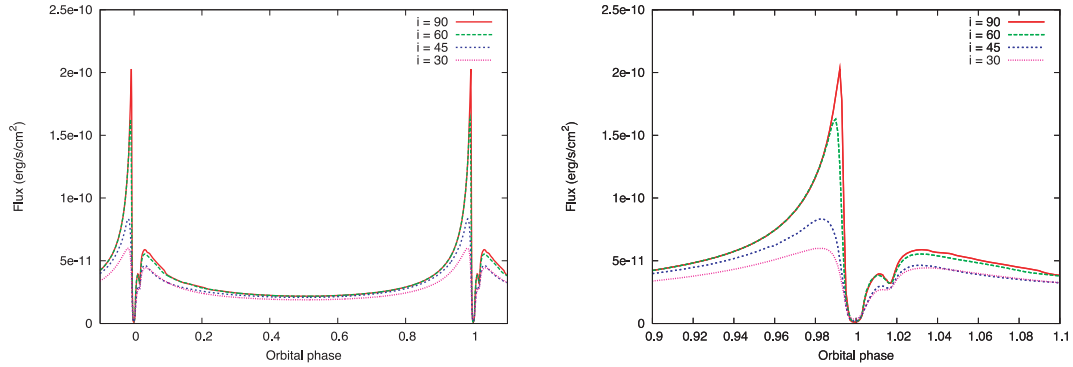 2.5e-10
2e-10
1.5e-10
1e-10
5e-11
0
Flux (erg/s/cm²)
0 0.2 0.4 0.6 0.8 1
Orbital phase
i = 90
i = 60
i = 45
i = 30
2.5e-10
2e-10
1.5e-10
1e-10
5e-11
0
Flux (erg/s/cm²)
0.9 0.92 0.94 0.96 0.98 1 1.02 1.04 1.06 1.08 1.1
Orbital phase
i = 90
i = 60
i = 45
i = 30